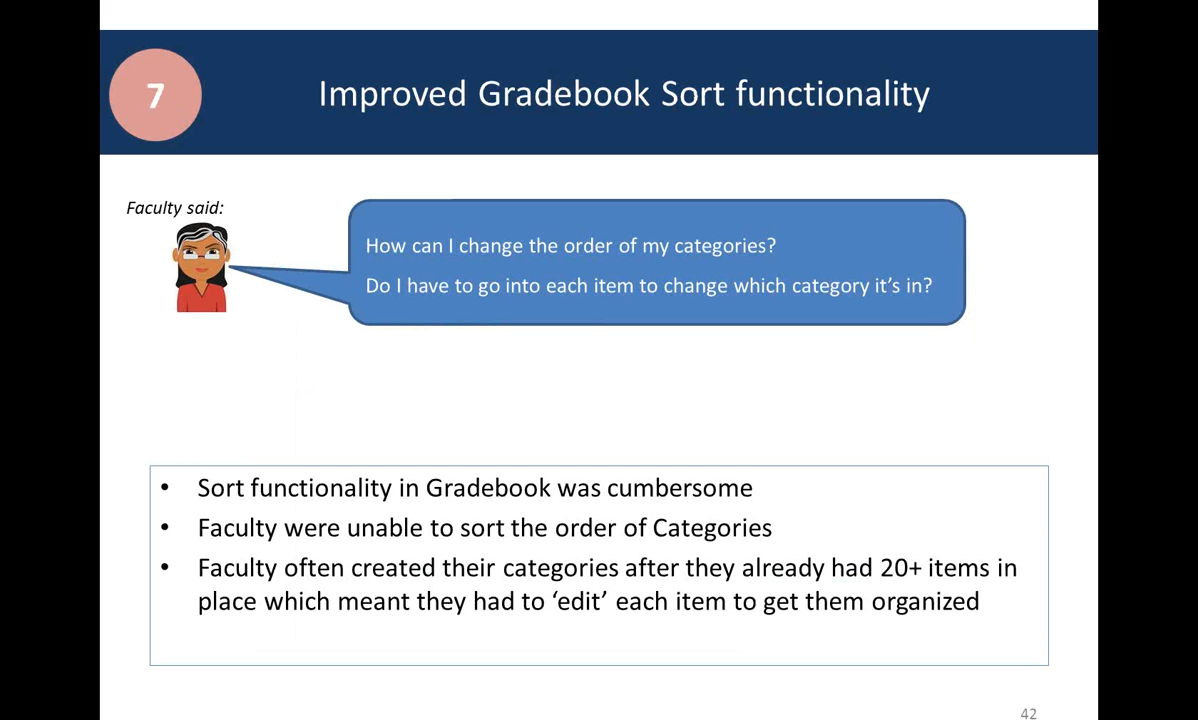 7
Improved Gradebook Sort functionality
Faculty said:
How can I change the order of my categories?
Do I have to go into each item to change which category it’s in?
• Sort functionality in Gradebook was cumbersome
• Faculty were unable to sort the order of Categories
• Faculty often created their categories after they already had 20+ items in
place which meant they had to ‘edit’ each item to get them organized
42